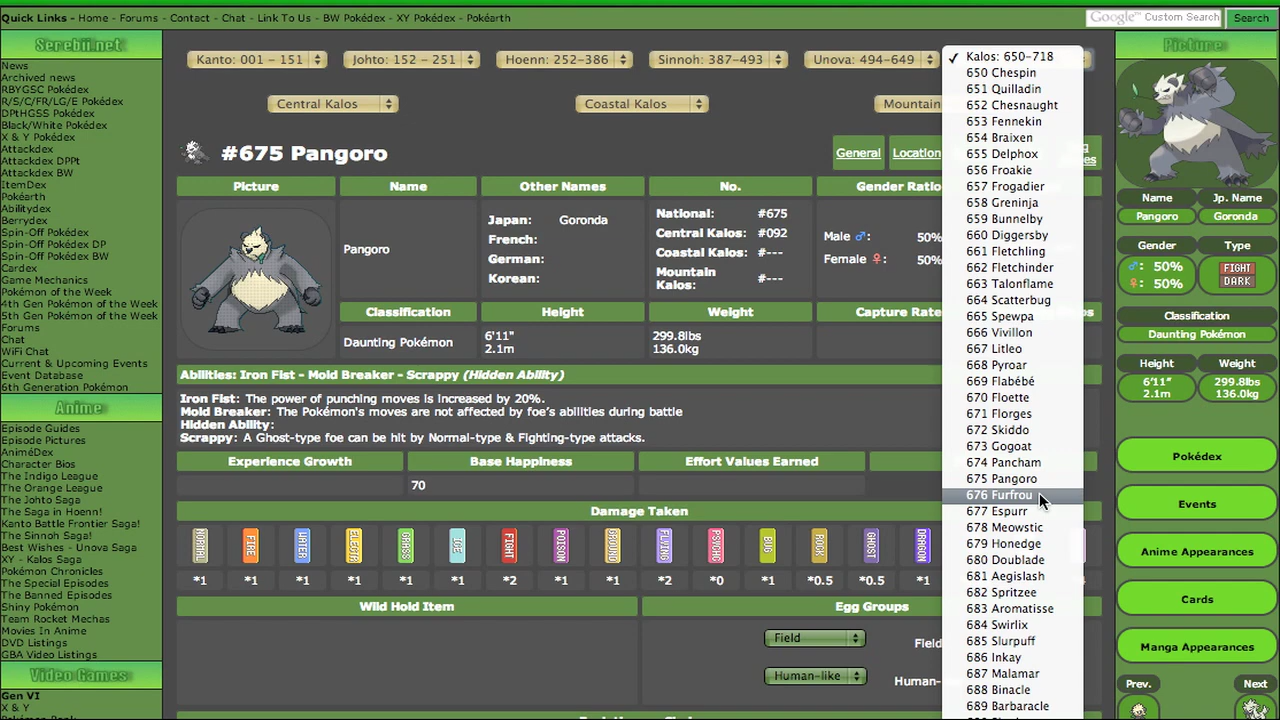 Quick Links - Home - Forums - Contact - Chat - Link To Us - BW Pokédex - XY Pokédex - Pokéarth
Google™ Custom Search
Search
Serebii.net
News
Archived news
RBYGSC Pokédex
R/S/C/FR/LG/E Pokédex
DPtHGSS Pokédex
Black/White Pokédex
X & Y Pokédex
Attackdex
Attackdex DPPt
Attackdex BW
ItemDex
Pokéarth
Abilitydex
Berrydex
Spin-Off Pokédex
Spin-Off Pokédex DP
Spin-Off Pokédex BW
Cardex
Game Mechanics
Pokémon of the Week
4th Gen Pokémon of the Week
5th Gen Pokémon of the Week
Forums
Chat
WiFi Chat
Current & Upcoming Events
Event Database
6th Generation Pokémon
Anime
Episode Guides
Episode Pictures
AniméDex
Character Bios
The Indigo League
The Orange League
The Johto Saga
The Saga in Hoenn!
Kanto Battle Frontier Saga!
The Sinnoh Saga!
Best Wishes - Unova Saga
XY - Kalos Saga
Pokémon Chronicles
The Special Episodes
The Banned Episodes
Shiny Pokémon
Team Rocket Mechas
Movies In Anime
DVD Listings
GBA Video Listings
Video Games
Gen VI
X & Y
Kanto: 001 - 151
Johto: 152 - 251
Hoenn: 252-386
Sinnoh: 387-493
Unova: 494-649
Central Kalos
Coastal Kalos
Mountain
#675 Pangoro
General
Location
Picture
Name
Other Names
No.
Gender Ratio
Pangoro
Japan: Goronda
French:
German:
Korean:
National: #675
Central Kalos: #092
Coastal Kalos: #---
Mountain Kalos: #---
Male ♂: 50%
Female ♀: 50%
Classification
Height
Weight
Capture Rate
Daunting Pokémon
6'11"
2.1m
299.8lbs
136.0kg
Abilities: Iron Fist - Mold Breaker - Scrappy (Hidden Ability)
Iron Fist: The power of punching moves is increased by 20%.
Mold Breaker: The Pokémon's moves are not affected by foe's abilities during battle
Hidden Ability:
Scrappy: A Ghost-type foe can be hit by Normal-type & Fighting-type attacks.
Experience Growth
Base Happiness
Effort Values Earned
70
Damage Taken
NORMAL FIRE WATER ELECTR GRASS ICE FIGHT POISON GROUND FLYING PSYCHC BUG ROCK GHOST DRAGON
*1 *1 *1 *1 *1 *1 *2 *1 *1 *2 *0 *1 *0.5 *0.5 *1
Wild Hold Item
Egg Groups
Field
Field
Human-like
Human-
✓ Kalos: 650-718
650 Chespin
651 Quilladin
652 Chesnaught
653 Fennekin
654 Braixen
655 Delphox
656 Froakie
657 Frogadier
658 Greninja
659 Bunnelby
660 Diggersby
661 Fletchling
662 Fletchinder
663 Talonflame
664 Scatterbug
665 Spewpa
666 Vivillon
667 Litleo
668 Pyroar
669 Flabébé
670 Floette
671 Florges
672 Skiddo
673 Gogoat
674 Pancham
675 Pangoro
676 Furfrou
677 Espurr
678 Meowstic
679 Honedge
680 Doublade
681 Aegislash
682 Spritzee
683 Aromatisse
684 Swirlix
685 Slurpuff
686 Inkay
687 Malamar
688 Binacle
689 Barbaracle
Picture:
Name
Jp. Name
Pangoro
Goronda
Gender
Type
♂: 50%
♀: 50%
FIGHT
DARK
Classification
Daunting Pokémon
Height
Weight
6'11"
2.1m
299.8lbs
136.0kg
Pokédex
Events
Anime Appearances
Cards
Manga Appearances
Prev.
Next